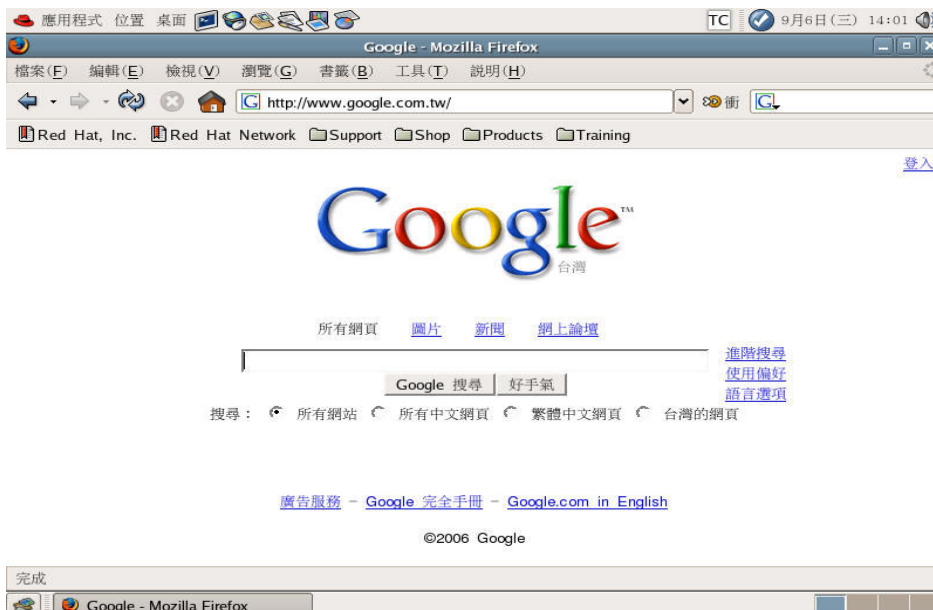 應用程式 位置 桌面 TC 9月6日(三) 14:01
Google - Mozilla Firefox
檔案(F) 編輯(E) 檢視(V) 瀏覽(G) 書籤(B) 工具(T) 說明(H)
G http://www.google.com.tw/ 衝 G
Red Hat, Inc. Red Hat Network Support Shop Products Training
登入
Google™
台灣
所有網頁 圖片 新聞 網上論壇
進階搜尋
使用偏好
語言選項
Google 搜尋 好手氣
搜尋： 所有網站 所有中文網頁 繁體中文網頁 台灣的網頁
廣告服務 - Google 完全手冊 - Google.com in English
©2006 Google
完成
Google - Mozilla Firefox